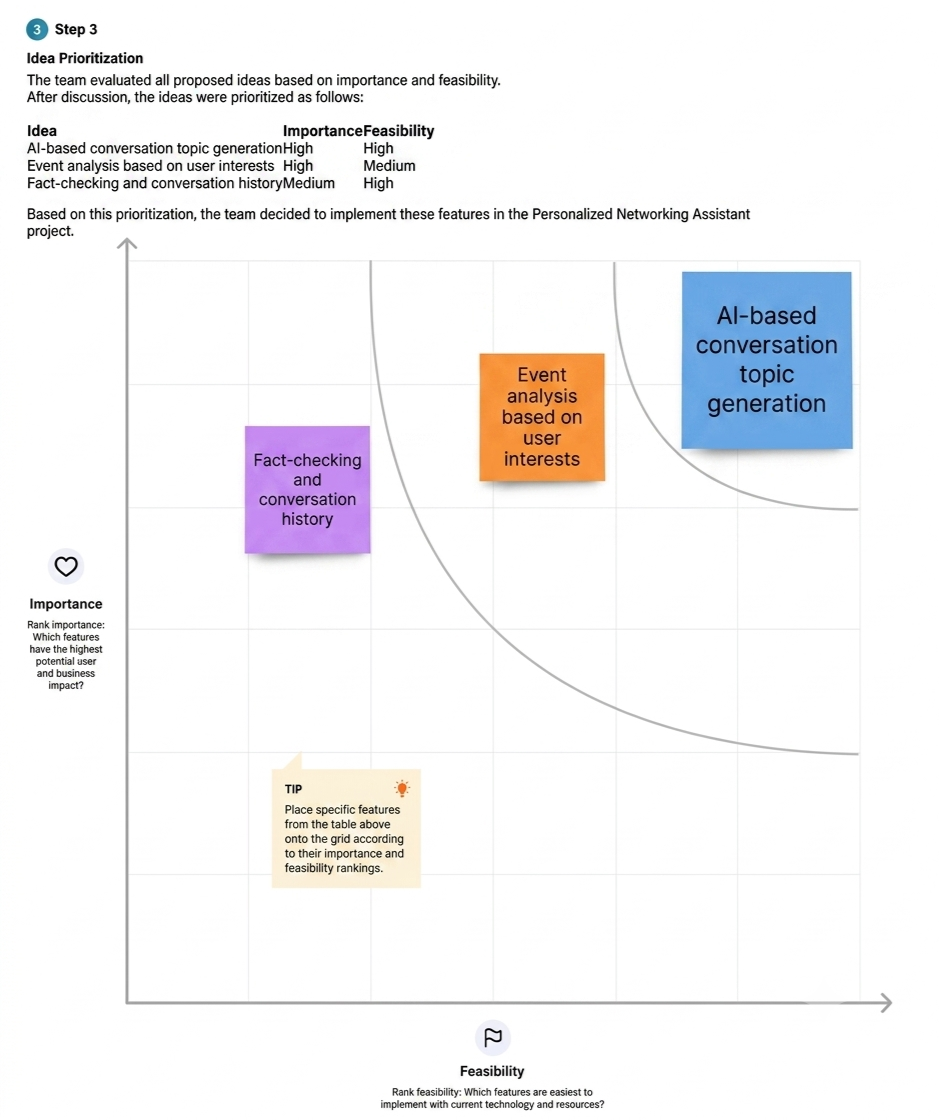 3 Step 3
Idea Prioritization
The team evaluated all proposed ideas based on importance and feasibility.
After discussion, the ideas were prioritized as follows:
Idea ImportanceFeasibility
AI-based conversation topic generationHigh High
Event analysis based on user interests High Medium
Fact-checking and conversation historyMedium High
Based on this prioritization, the team decided to implement these features in the Personalized Networking Assistant
project.
AI-based
conversation
topic
generation
Event
analysis
based on
user
interests
Fact-checking
and
conversation
history
Importance
Rank importance:
Which features
have the highest
potential user
and business
impact?
TIP
Place specific features
from the table above
onto the grid according
to their importance and
feasibility rankings.
Feasibility
Rank feasibility: Which features are easiest to
implement with current technology and resources?